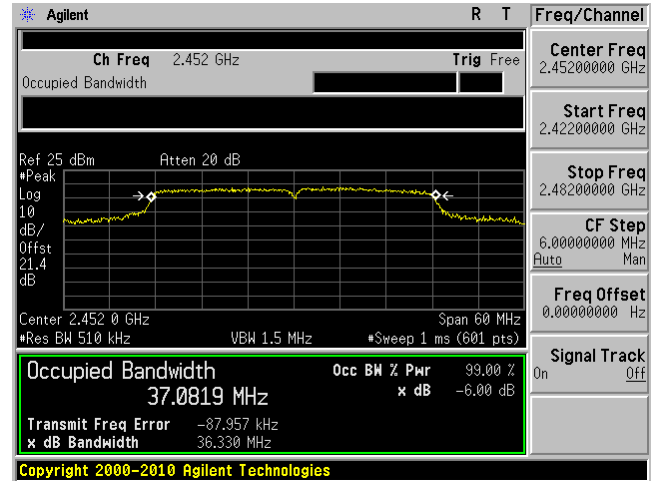 Agilent R T Freq/Channel
Ch Freq 2.452 GHz Trig Free
Occupied Bandwidth
Center Freq
2.45200000 GHz
Start Freq
2.42200000 GHz
Stop Freq
2.48200000 GHz
CF Step
6.00000000 MHz
Auto Man
Freq Offset
0.00000000 Hz
Signal Track
On Off
Ref 25 dBm Atten 20 dB
#Peak
Log
10
dB/
Offst
21.4
dB
Center 2.452 0 GHz Span 60 MHz
#Res BW 510 kHz VBW 1.5 MHz #Sweep 1 ms (601 pts)
Occupied Bandwidth Occ BW % Pwr 99.00 %
37.0819 MHz x dB -6.00 dB
Transmit Freq Error -87.957 kHz
x dB Bandwidth 36.330 MHz
Copyright 2000-2010 Agilent Technologies